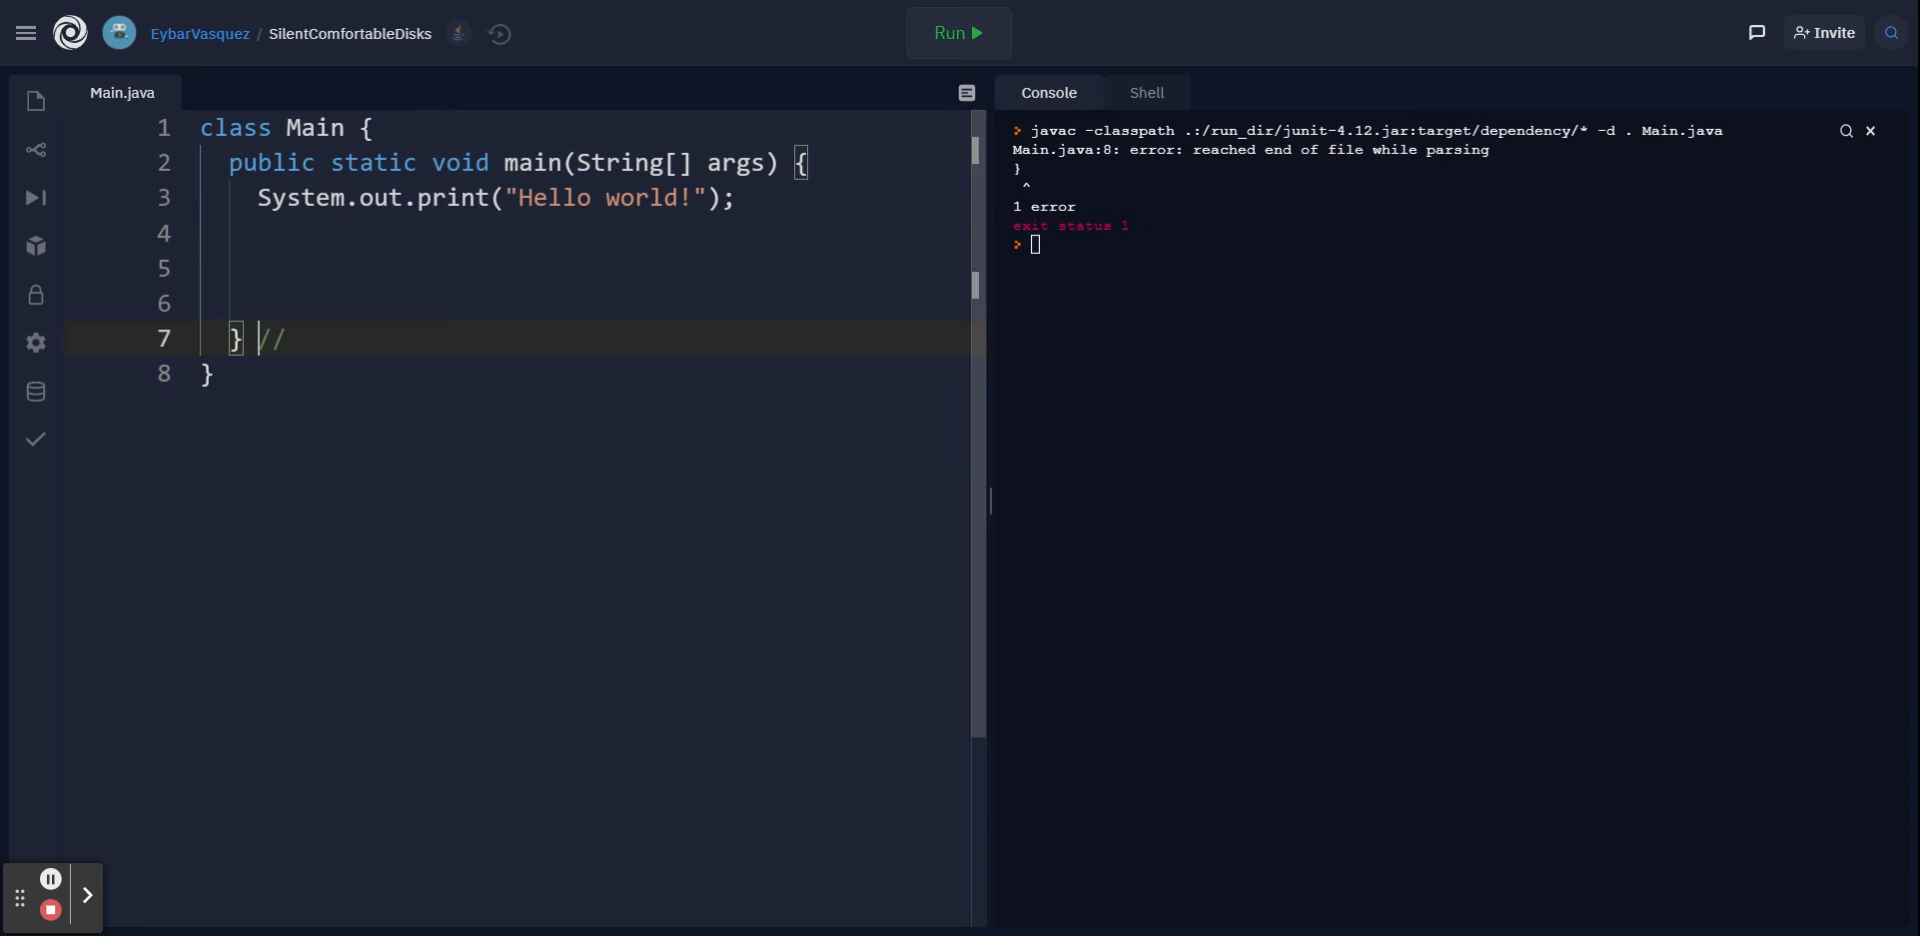 EybarVasquez / SilentComfortableDisks
Run
Invite
Main.java
1 class Main {
2 public static void main(String[] args) {
3 System.out.print("Hello world!");
4
5
6
7 } //
8 }
Console Shell
> javac -classpath .:/run_dir/junit-4.12.jar:target/dependency/* -d . Main.java
Main.java:8: error: reached end of file while parsing
}
^
1 error
exit status 1
>